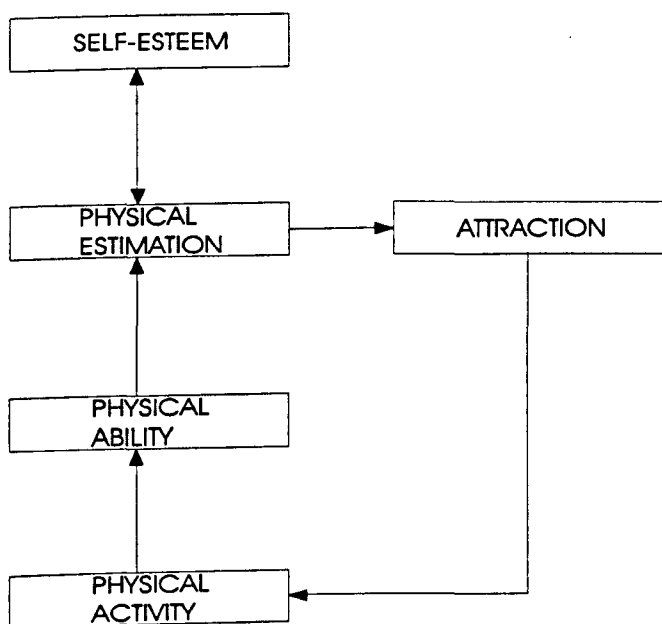 SELF-ESTEEM
PHYSICAL
ESTIMATION
ATTRACTION
PHYSICAL
ABILITY
PHYSICAL
ACTIVITY